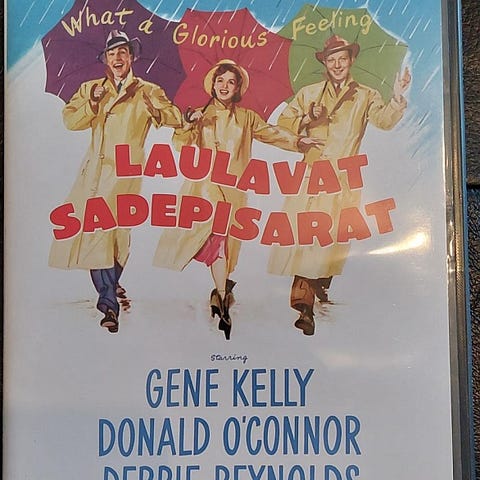 What a Glorious Feeling
LAULAVAT
SADEPISARAT
Starring
GENE KELLY
DONALD O'CONNOR
DEBBIE REYNOLDS